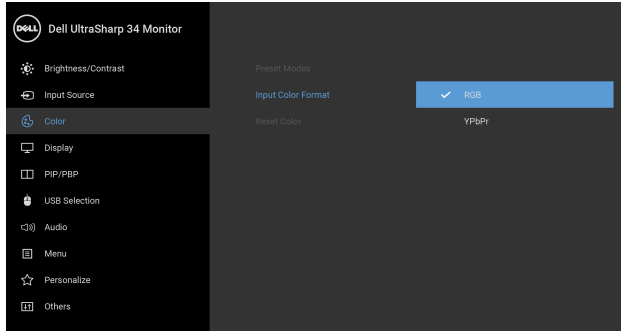 DELL Dell UltraSharp 34 Monitor
Brightness/Contrast
Preset Modes
Input Source
Input Color Format
RGB
Color
Reset Color
YPbPr
Display
PIP/PBP
USB Selection
Audio
Menu
Personalize
Others